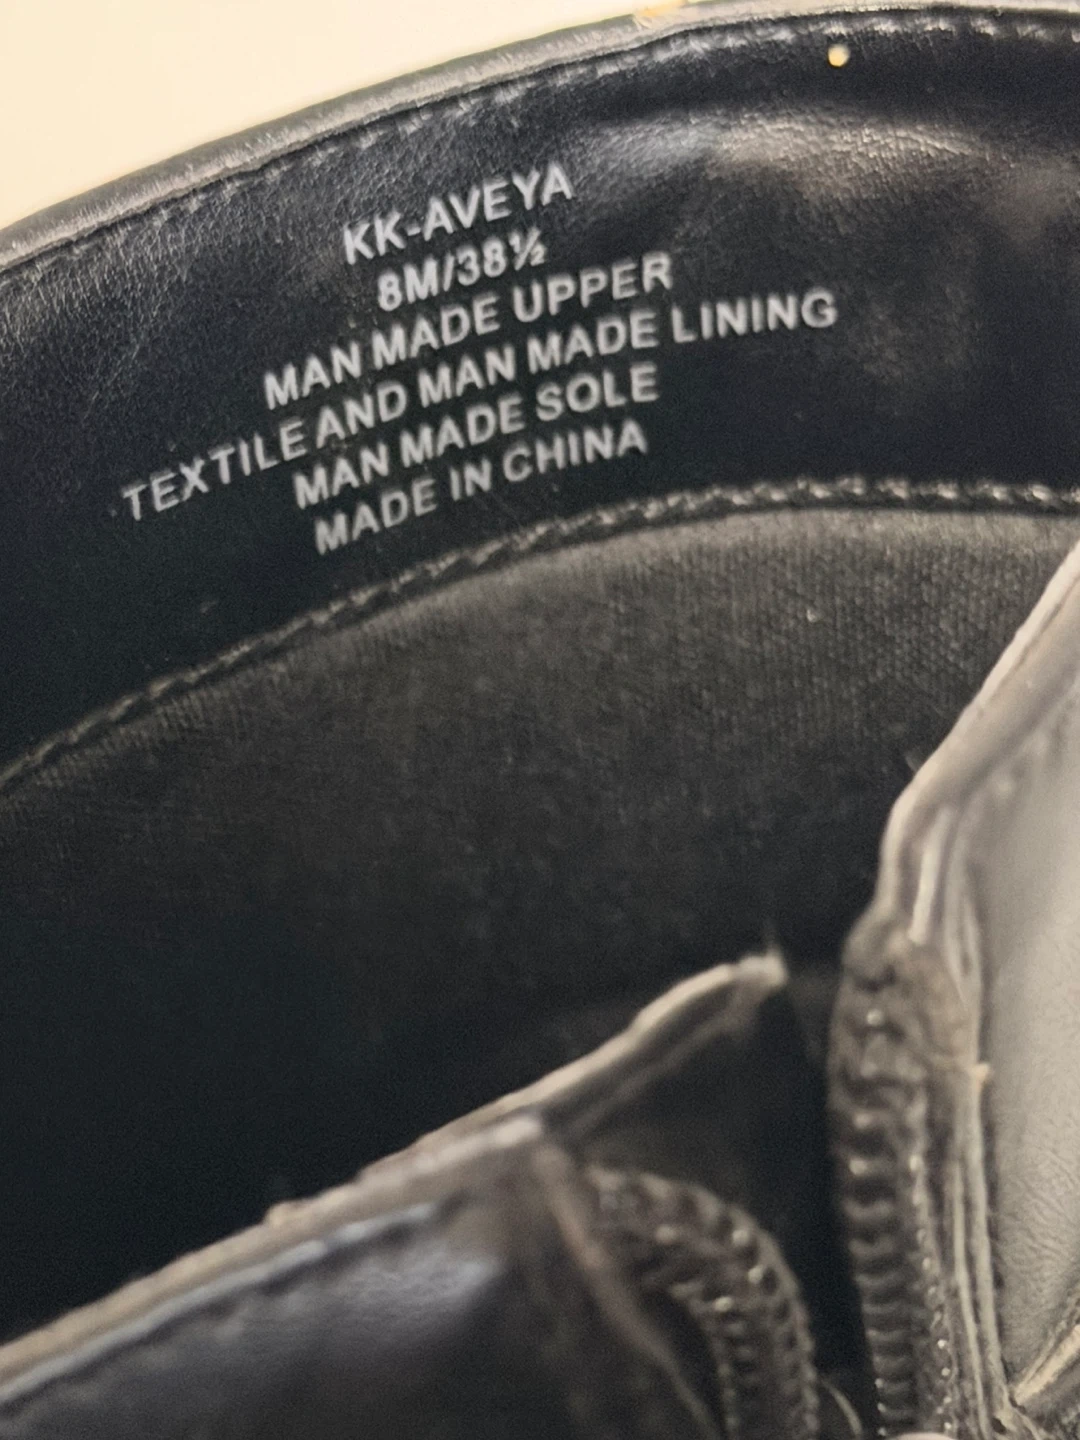 KK-AVEYA
8M/38½
MAN MADE UPPER
TEXTILE AND MAN MADE LINING
MAN MADE SOLE
MADE IN CHINA